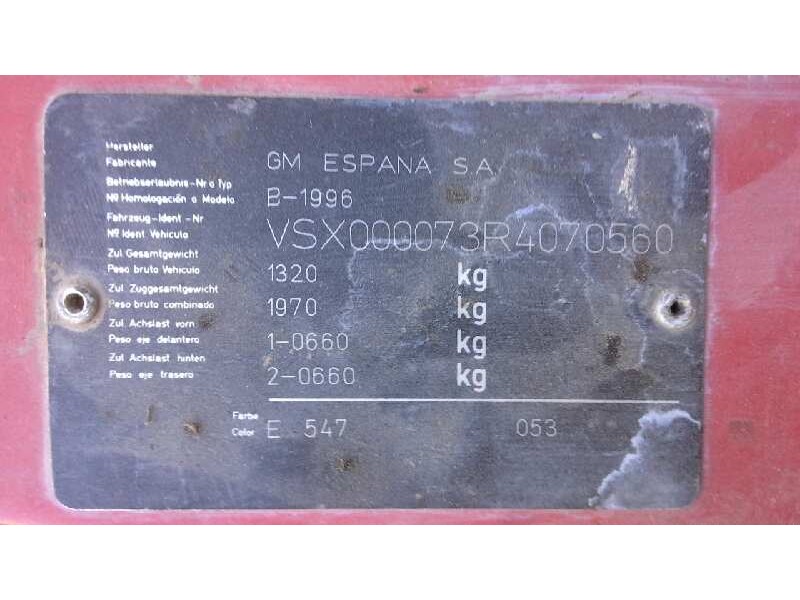 Hersteller
Fabricante GM ESPANA S.A.
Betriebserlaubnis-Nr o Typ
Nº Homologación o Modelo B-1996
Fahrzeug-Ident-Nr
Nº Ident Vehiculo VSX000073R4070560
Zul Gesamtgewicht
Peso bruto Vehiculo 1320 kg
Zul Zuggesamtgewicht
Peso bruto combinado 1970 kg
Zul Achslast vorn
Peso eje delantero 1-0660 kg
Zul Achslast hinten
Peso eje trasero 2-0660 kg
Farbe
Color E 547 053